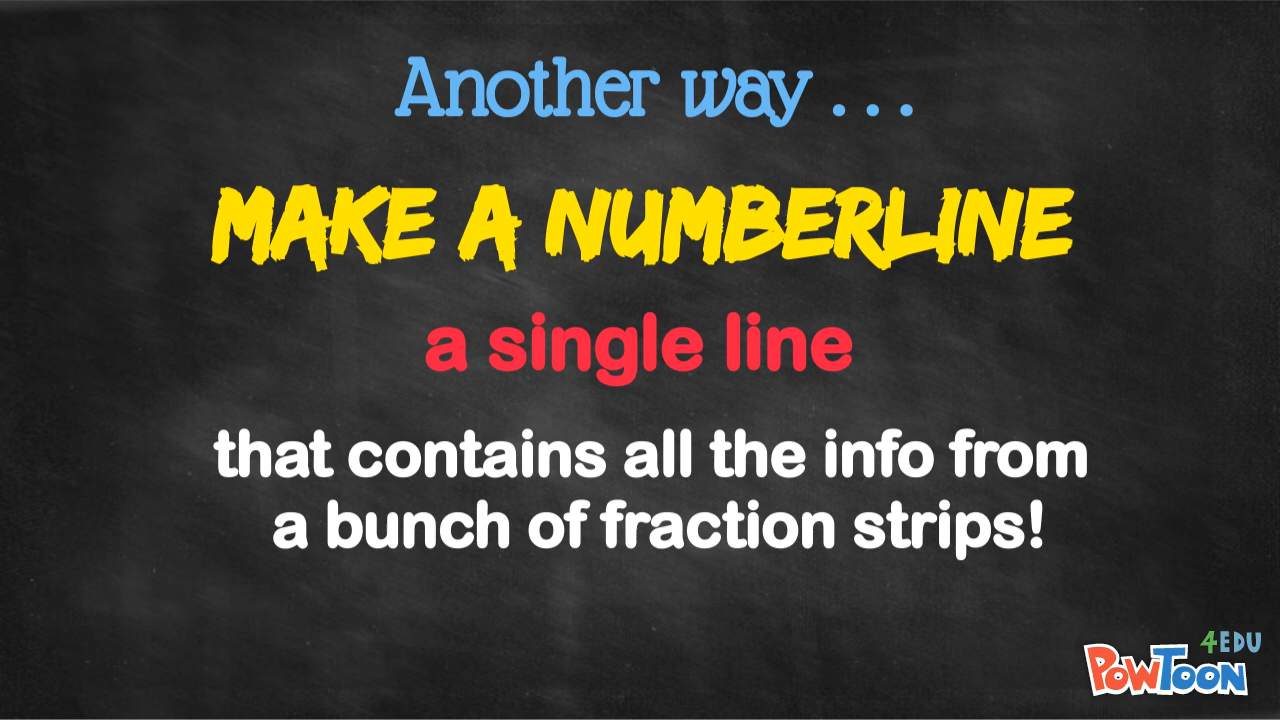 Another way . . .
MAKE A NUMBERLINE
a single line
that contains all the info from
a bunch of fraction strips!
4EDU
POWTOON